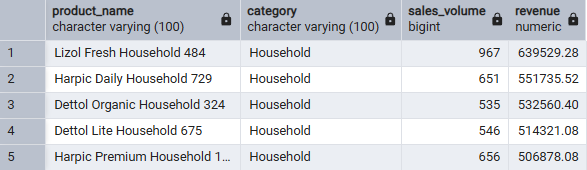 product_name category sales_volume revenue
character varying (100) character varying (100) bigint numeric
1 Lizol Fresh Household 484 Household 967 639529.28
2 Harpic Daily Household 729 Household 651 551735.52
3 Dettol Organic Household 324 Household 535 532560.40
4 Dettol Lite Household 675 Household 546 514321.08
5 Harpic Premium Household 1... Household 656 506878.08